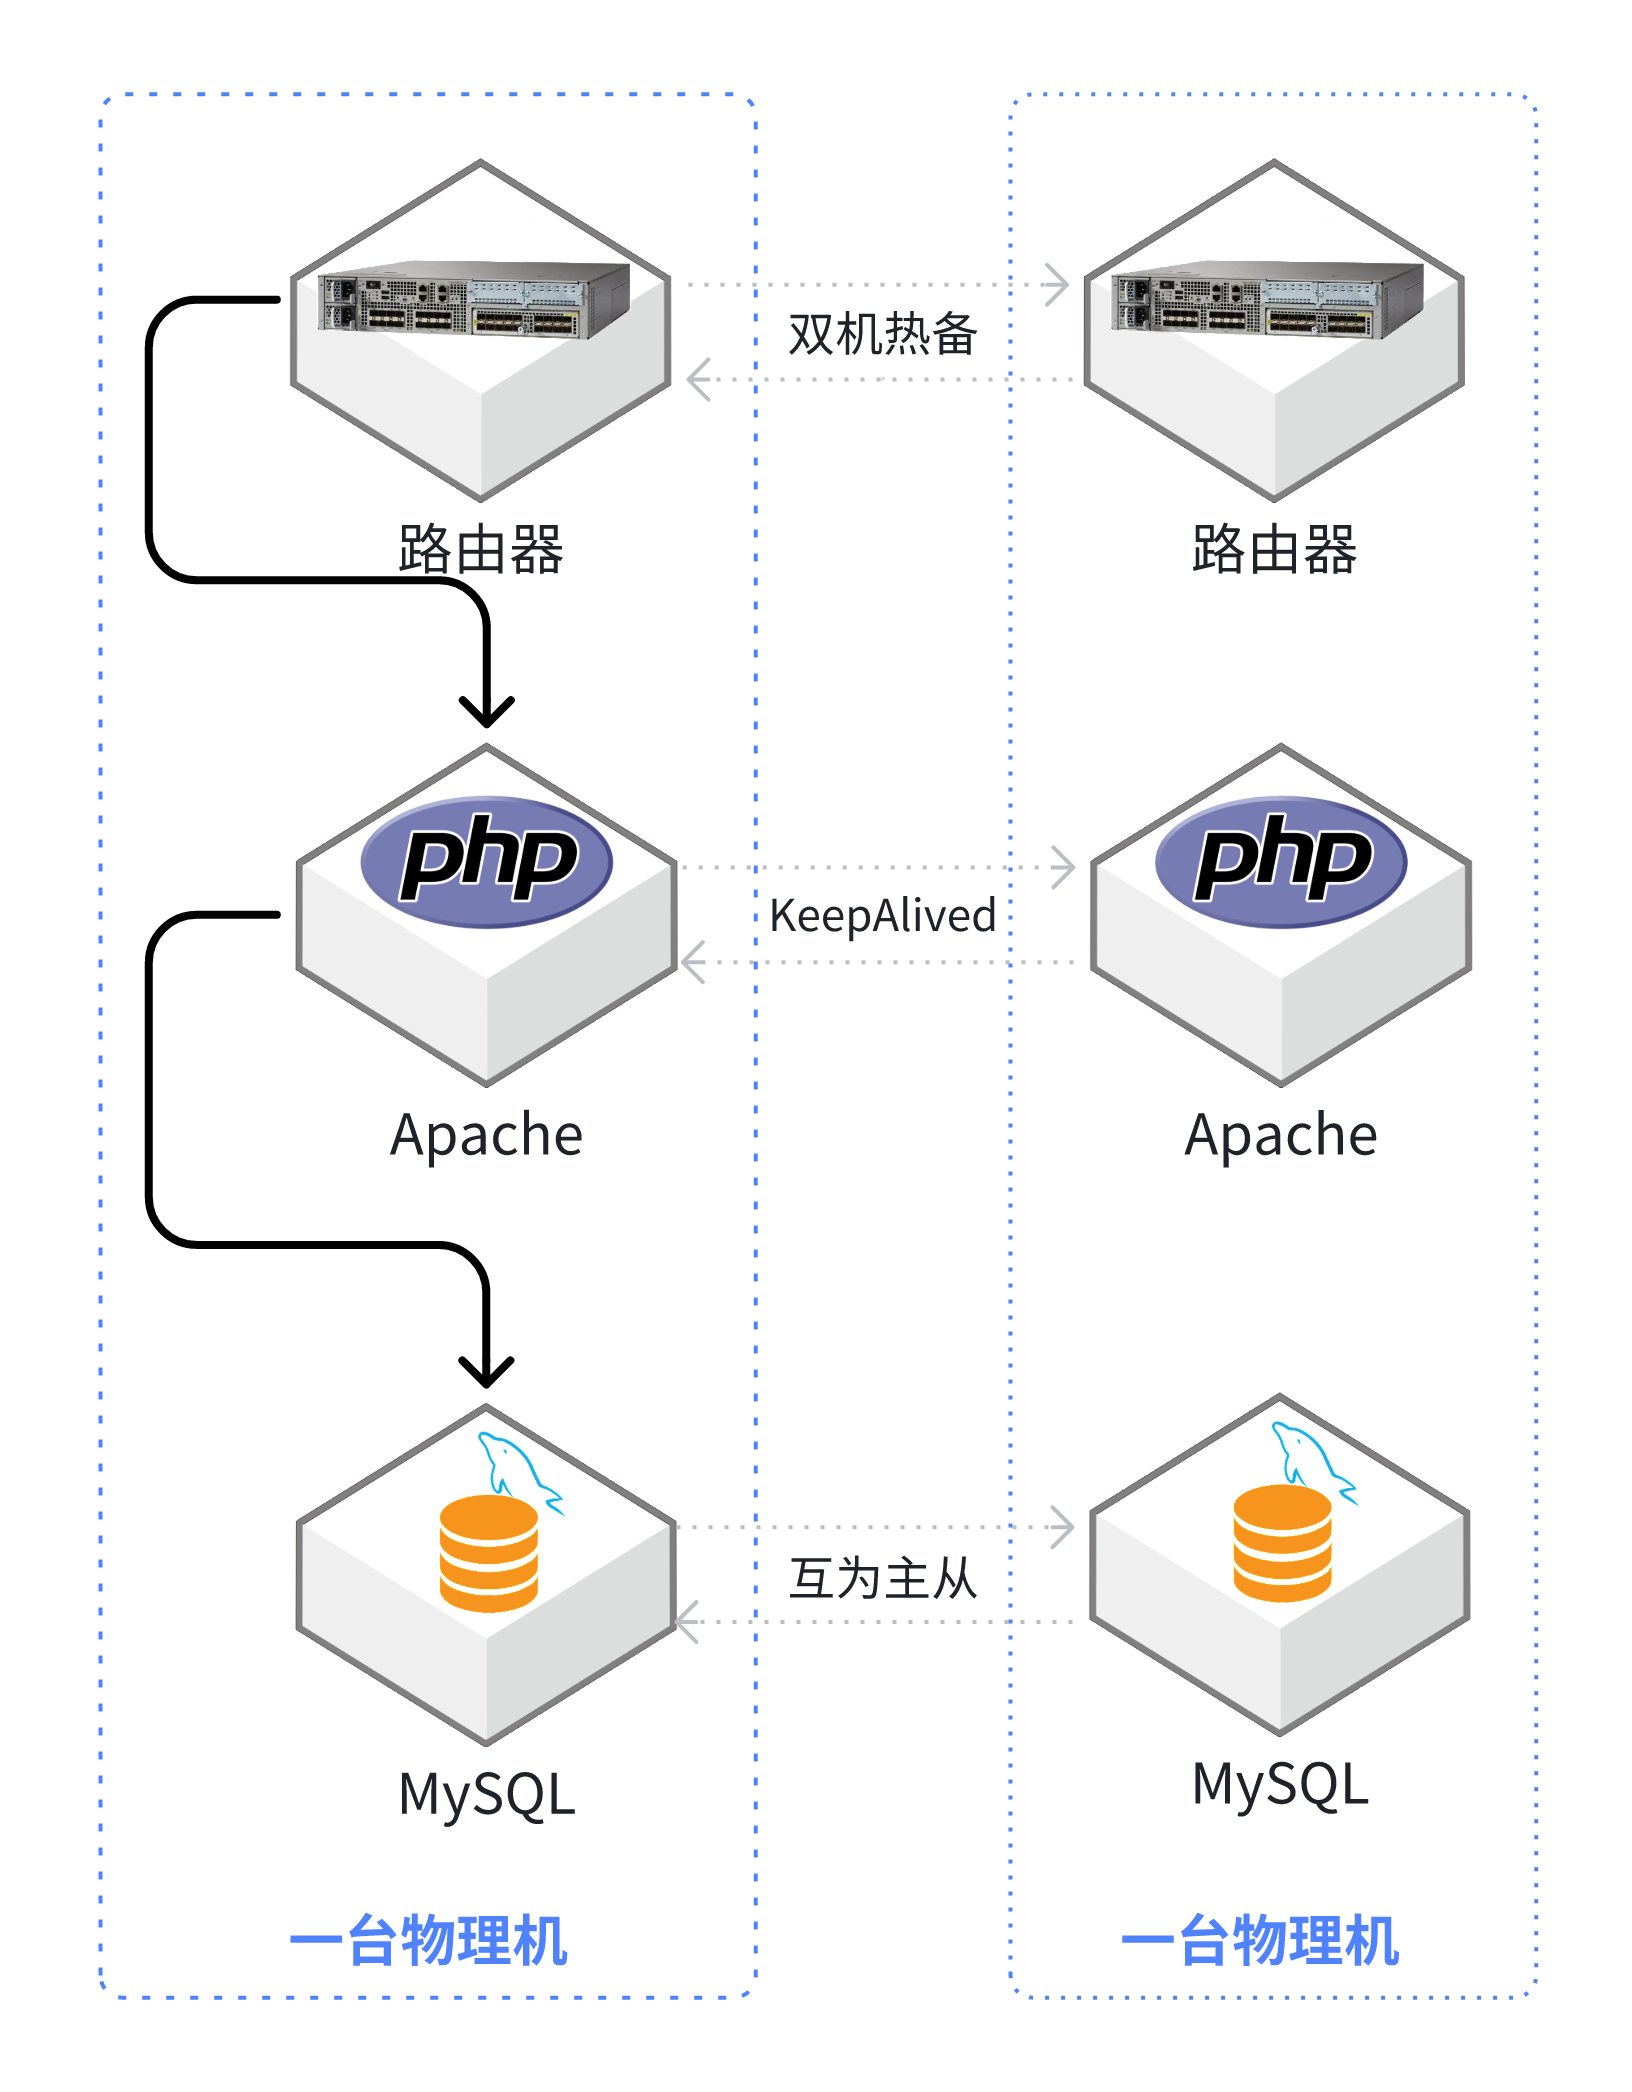 双机热备
路由器
路由器
php
php
KeepAlived
Apache
Apache
互为主从
MySQL
MySQL
一台物理机
一台物理机